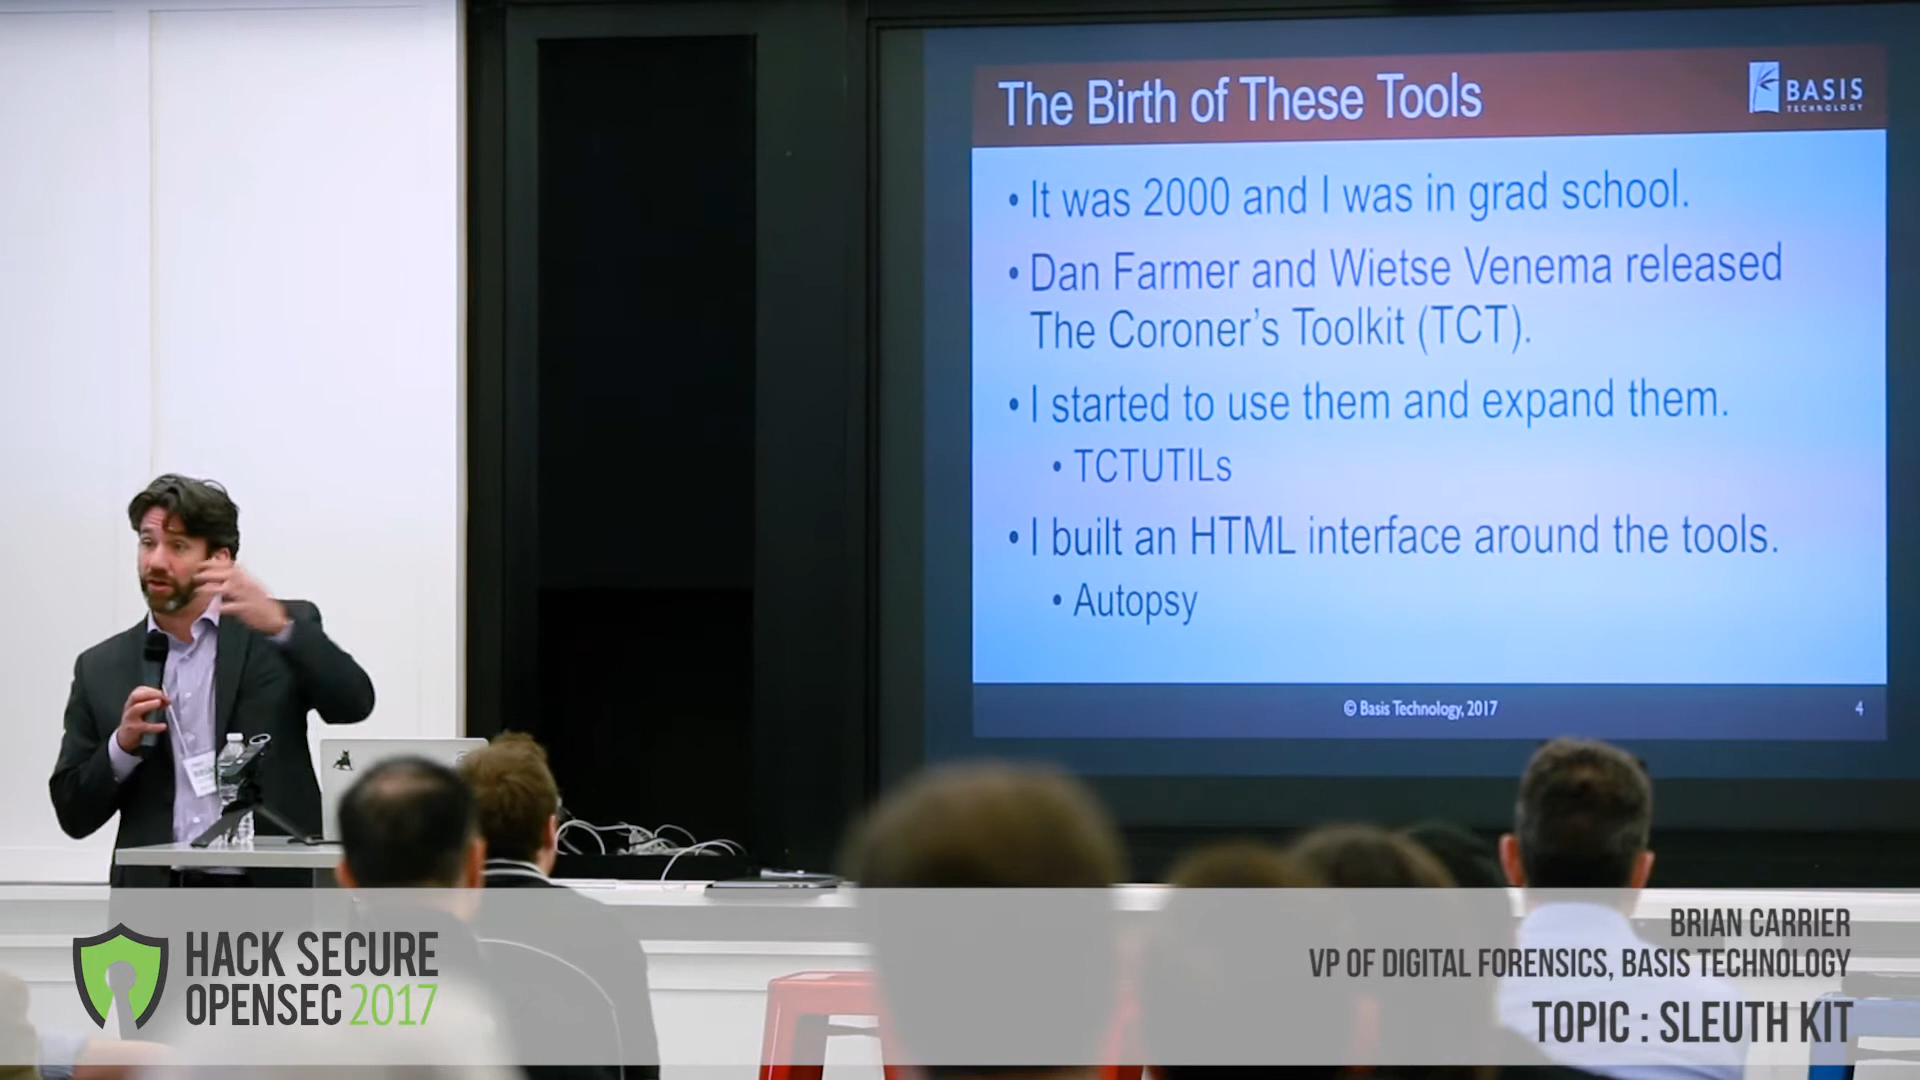 The Birth of These Tools
BASIS
TECHNOLOGY
• It was 2000 and I was in grad school.
• Dan Farmer and Wietse Venema released
The Coroner's Toolkit (TCT).
• I started to use them and expand them.
• TCTUTILs
• I built an HTML interface around the tools.
• Autopsy
© Basis Technology, 2017
4
HACK SECURE
OPENSEC 2017
BRIAN CARRIER
VP OF DIGITAL FORENSICS, BASIS TECHNOLOGY
TOPIC : SLEUTH KIT